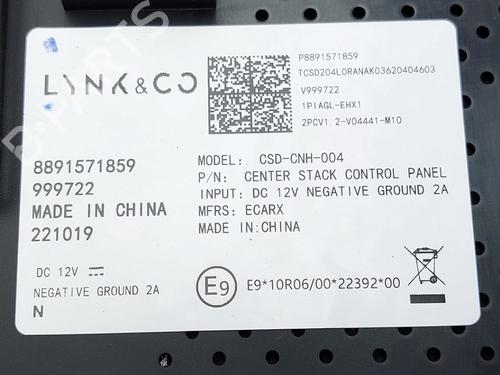 LYNK&CO
P8891571859
TCSD204L0RANAK03620404603
V999722
1PIAGL-EHX1
2PCV1.2-V04441-M10
8891571859
999722
MADE IN CHINA
221019
MODEL: CSD-CNH-004
P/N: CENTER STACK CONTROL PANEL
INPUT: DC 12V NEGATIVE GROUND 2A
MFRS: ECARX
MADE IN:CHINA
DC 12V
NEGATIVE GROUND 2A
N
E9
E9*10R06/00*22392*00